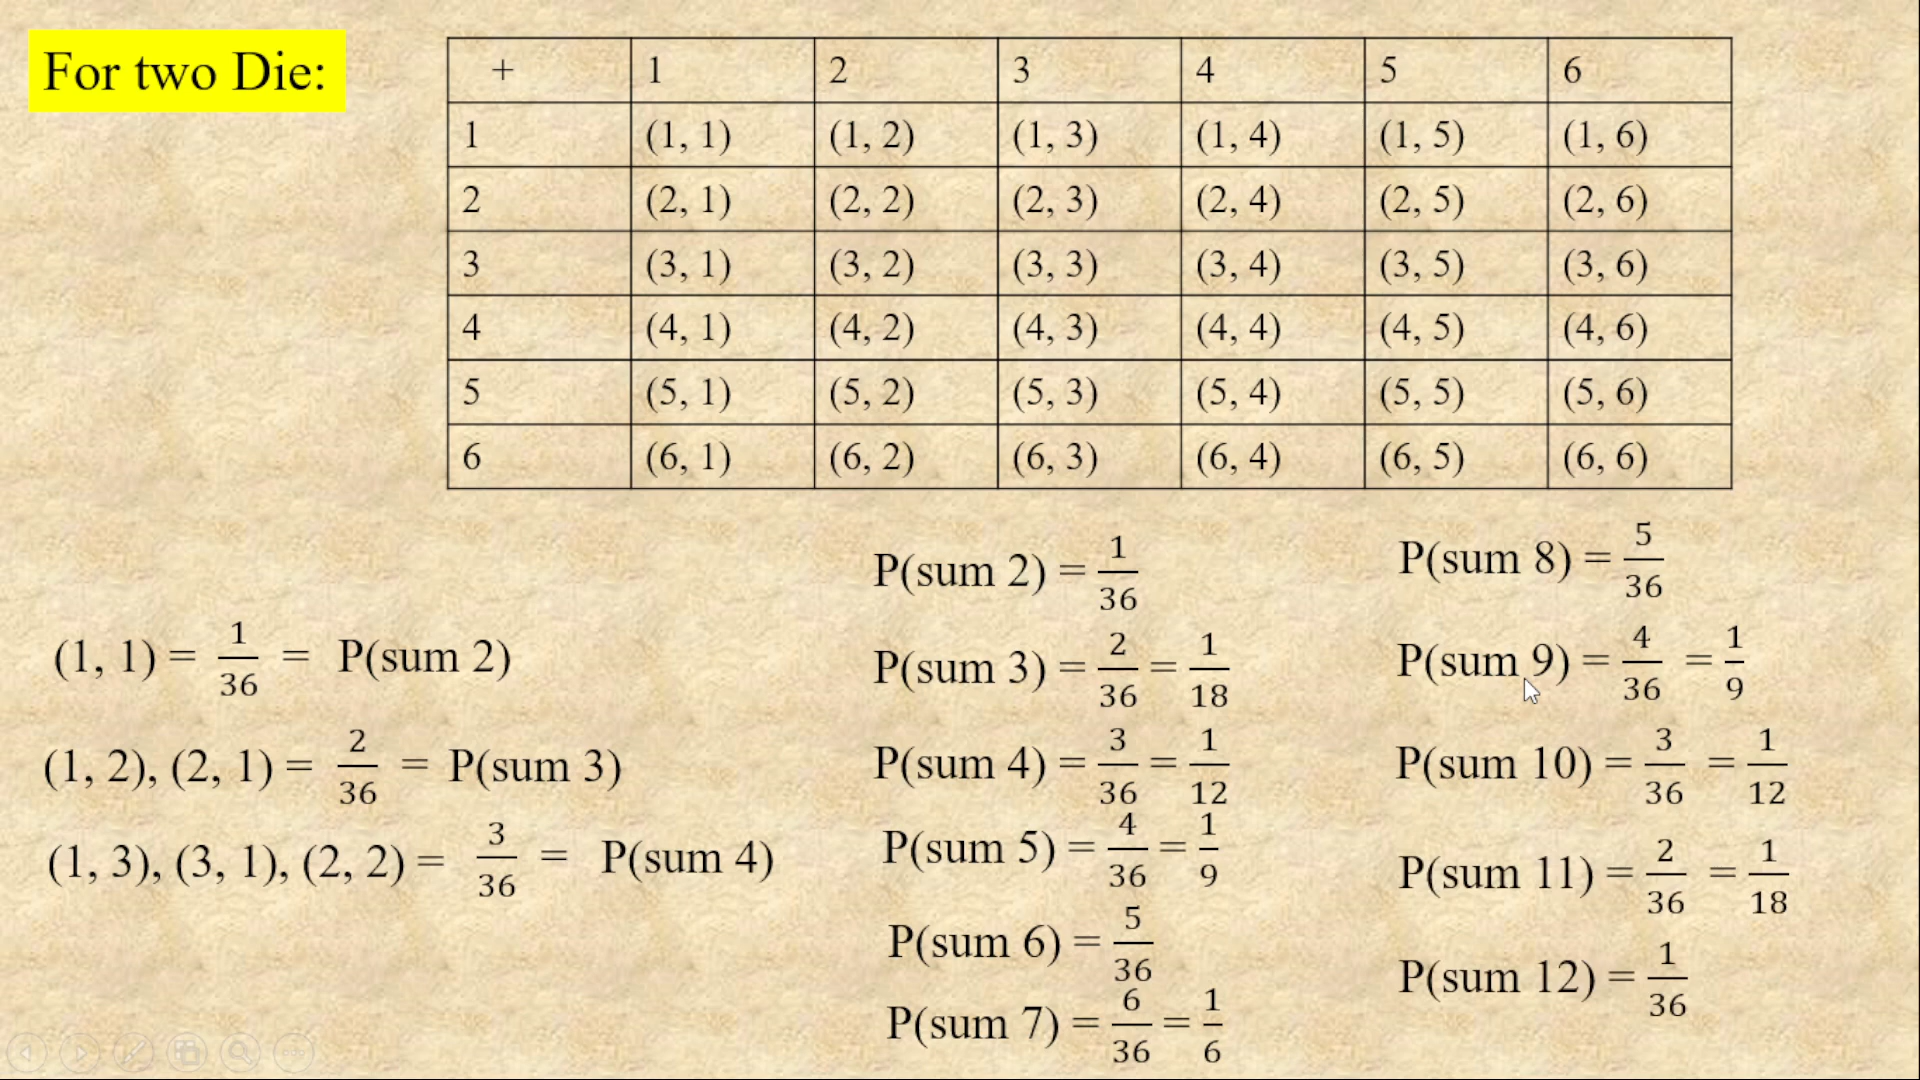 For two Die:
+ 1 2 3 4 5 6
1 (1, 1) (1, 2) (1, 3) (1, 4) (1, 5) (1, 6)
2 (2, 1) (2, 2) (2, 3) (2, 4) (2, 5) (2, 6)
3 (3, 1) (3, 2) (3, 3) (3, 4) (3, 5) (3, 6)
4 (4, 1) (4, 2) (4, 3) (4, 4) (4, 5) (4, 6)
5 (5, 1) (5, 2) (5, 3) (5, 4) (5, 5) (5, 6)
6 (6, 1) (6, 2) (6, 3) (6, 4) (6, 5) (6, 6)
(1, 1) = 1/36 = P(sum 2)
(1, 2), (2, 1) = 2/36 = P(sum 3)
(1, 3), (3, 1), (2, 2) = 3/36 = P(sum 4)
P(sum 2) = 1/36
P(sum 3) = 2/36 = 1/18
P(sum 4) = 3/36 = 1/12
P(sum 5) = 4/36 = 1/9
P(sum 6) = 5/36
P(sum 7) = 6/36 = 1/6
P(sum 8) = 5/36
P(sum 9) = 4/36 = 1/9
P(sum 10) = 3/36 = 1/12
P(sum 11) = 2/36 = 1/18
P(sum 12) = 1/36